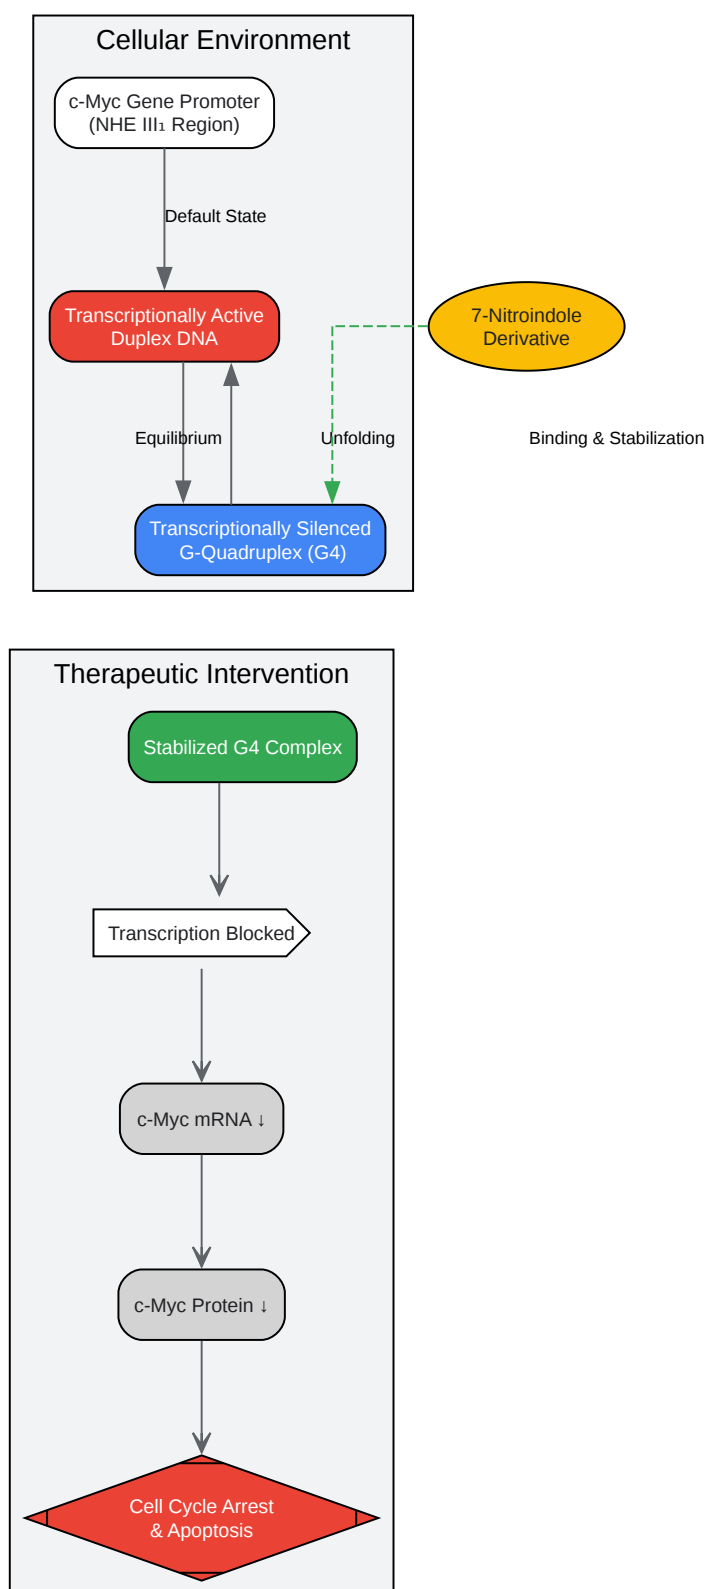 Cellular Environment
c-Myc Gene Promoter
(NHE III₁ Region)
Default State
Transcriptionally Active
Duplex DNA
7-Nitroindole
Derivative
Equilibrium
Unfolding
Binding & Stabilization
Transcriptionally Silenced
G-Quadruplex (G4)
Therapeutic Intervention
Stabilized G4 Complex
Transcription Blocked
c-Myc mRNA ↓
c-Myc Protein ↓
Cell Cycle Arrest
& Apoptosis